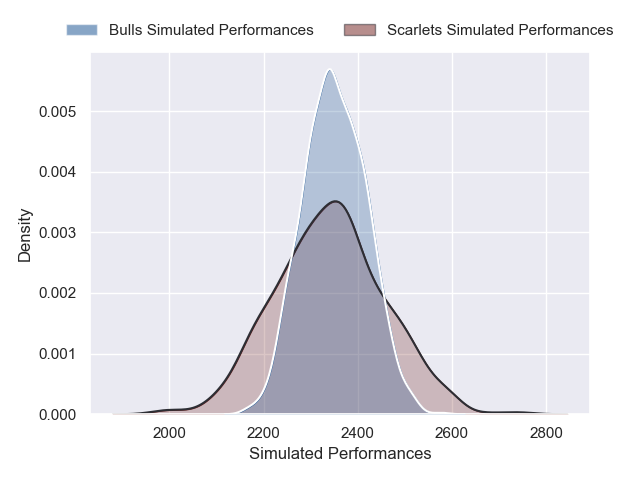 Bulls Simulated Performances Scarlets Simulated Performances
0.005
0.004
0.003
0.002
0.001
0.000
Density
2000 2200 2400 2600 2800
Simulated Performances